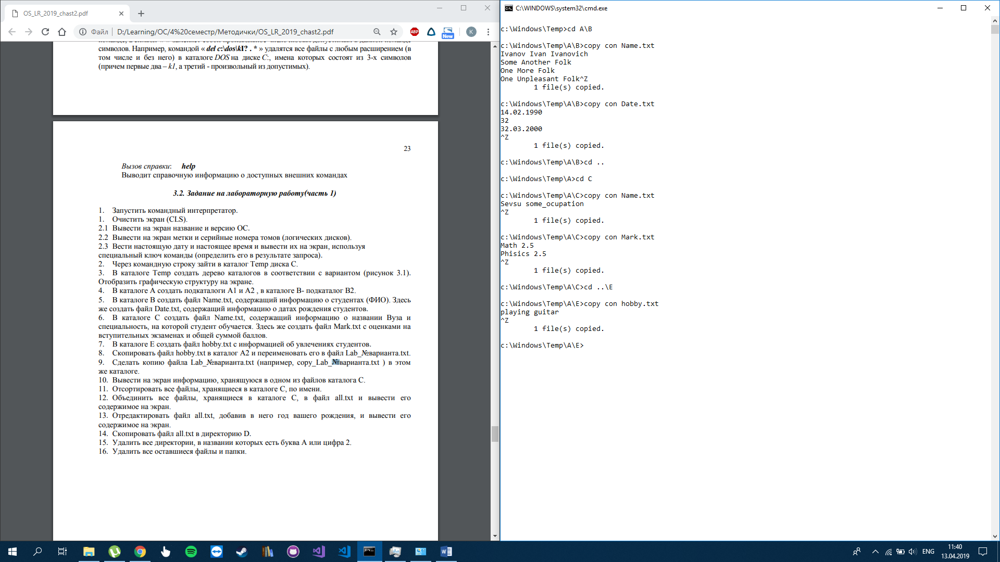 OS_LR_2019_chast2.pdf
Файл
D:/Learning/ОС/4%20семестр/Методички/OS_LR_2019_chast2.pdf
ABP
New
K
символов. Например, командой « del c:\dos\kI? . * » удалятся все файлы с любым расширением (в
том числе и без него) в каталоге DOS на диске C:, имена которых состоят из 3-х символов
(причем первые два – k1, а третий - произвольный из допустимых).
23
Вызов справки: help
Выводит справочную информацию о доступных внешних командах
3.2. Задание на лабораторную работу(часть 1)
1. Запустить командный интерпретатор.
1. Очистить экран (CLS).
2.1 Вывести на экран название и версию ОС.
2.2 Вывести на экран метки и серийные номера томов (логических дисков).
2.3 Вести настоящую дату и настоящее время и вывести их на экран, используя
специальный ключ команды (определить его в результате запроса).
2. Через командную строку зайти в каталог Temp диска C.
3. В каталоге Temp создать дерево каталогов в соответствии с вариантом (рисунок 3.1).
Отобразить графическую структуру на экране.
4. В каталоге А создать подкаталоги А1 и А2 , в каталоге В- подкаталог В2.
5. В каталоге В создать файл Name.txt, содержащий информацию о студентах (ФИО). Здесь
же создать файл Date.txt, содержащий информацию о датах рождения студентов.
6. В каталоге С создать файл Name.txt, содержащий информацию о названии Вуза и
специальность, на которой студент обучается. Здесь же создать файл Mark.txt с оценками на
вступительных экзаменах и общей суммой баллов.
7. В каталоге Е создать файл hobby.txt с информацией об увлечениях студентов.
8. Скопировать файл hobby.txt в каталог А2 и переименовать его в файл Lab_№варианта.txt.
9. Сделать копию файла Lab_№варианта.txt (например, copy_Lab_№варианта.txt ) в этом
же каталоге.
10. Вывести на экран информацию, хранящуюся в одном из файлов каталога С.
11. Отсортировать все файлы, хранящиеся в каталоге С, по имени.
12. Объединить все файлы, хранящиеся в каталоге С, в файл all.txt и вывести его
содержимое на экран.
13. Отредактировать файл all.txt, добавив в него год вашего рождения, и вывести его
содержимое на экран.
14. Скопировать файл all.txt в директорию D.
15. Удалить все директории, в названии которых есть буква А или цифра 2.
16. Удалить все оставшиеся файлы и папки.
C:\WINDOWS\system32\cmd.exe
c:\Windows\Temp>cd A\B
c:\Windows\Temp\A\B>copy con Name.txt
Ivanov Ivan Ivanovich
Some Another Folk
One More Folk
One Unpleasant Folk^Z
1 file(s) copied.
c:\Windows\Temp\A\B>copy con Date.txt
14.02.1990
32
32.03.2000
^Z
1 file(s) copied.
c:\Windows\Temp\A\B>cd ..
c:\Windows\Temp\A>cd C
c:\Windows\Temp\A\C>copy con Name.txt
Sevsu some_ocupation
^Z
1 file(s) copied.
c:\Windows\Temp\A\C>copy con Mark.txt
Math 2.5
Phisics 2.5
^Z
1 file(s) copied.
c:\Windows\Temp\A\C>cd ..\E
c:\Windows\Temp\A\E>copy con hobby.txt
playing guitar
^Z
1 file(s) copied.
c:\Windows\Temp\A\E>
ENG
11:40
13.04.2019